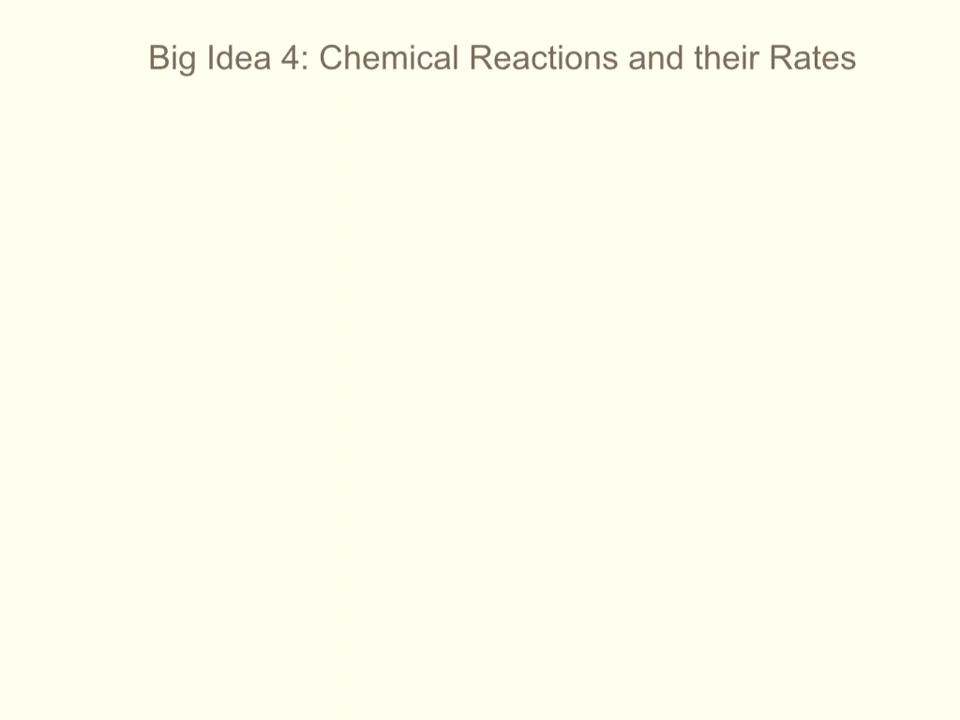 Big Idea 4: Chemical Reactions and their Rates